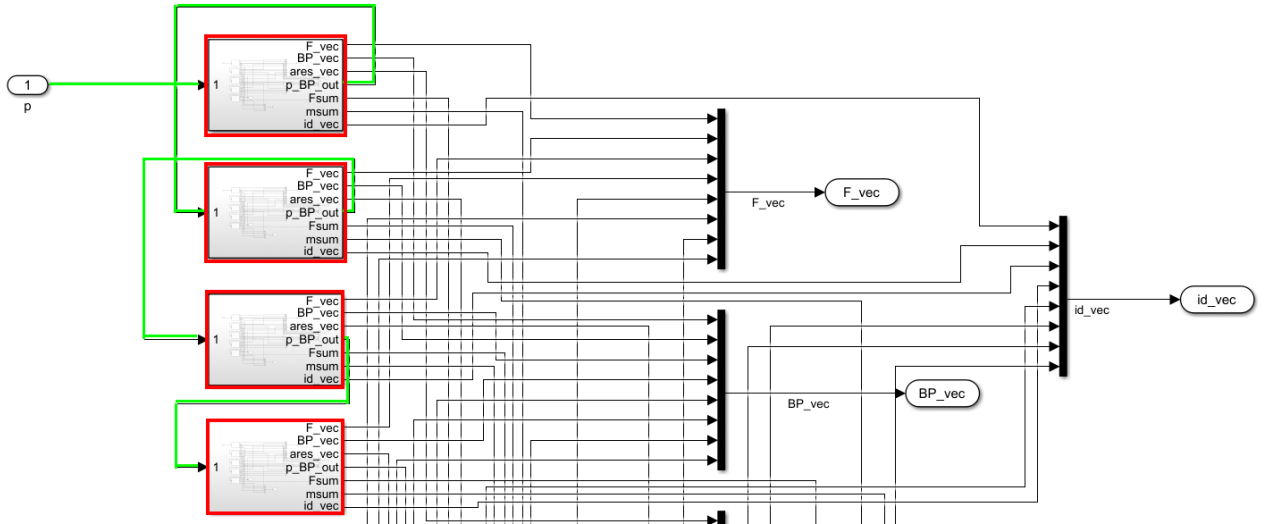 1
p
1
F_vec
BP_vec
ares_vec
p_BP_out
Fsum
msum
id_vec
1
F_vec
BP_vec
ares_vec
p_BP_out
Fsum
msum
id_vec
1
F_vec
BP_vec
ares_vec
p_BP_out
Fsum
msum
id_vec
1
F_vec
BP_vec
ares_vec
p_BP_out
Fsum
msum
id_vec
F_vec
F_vec
BP_vec
BP_vec
id_vec
id_vec